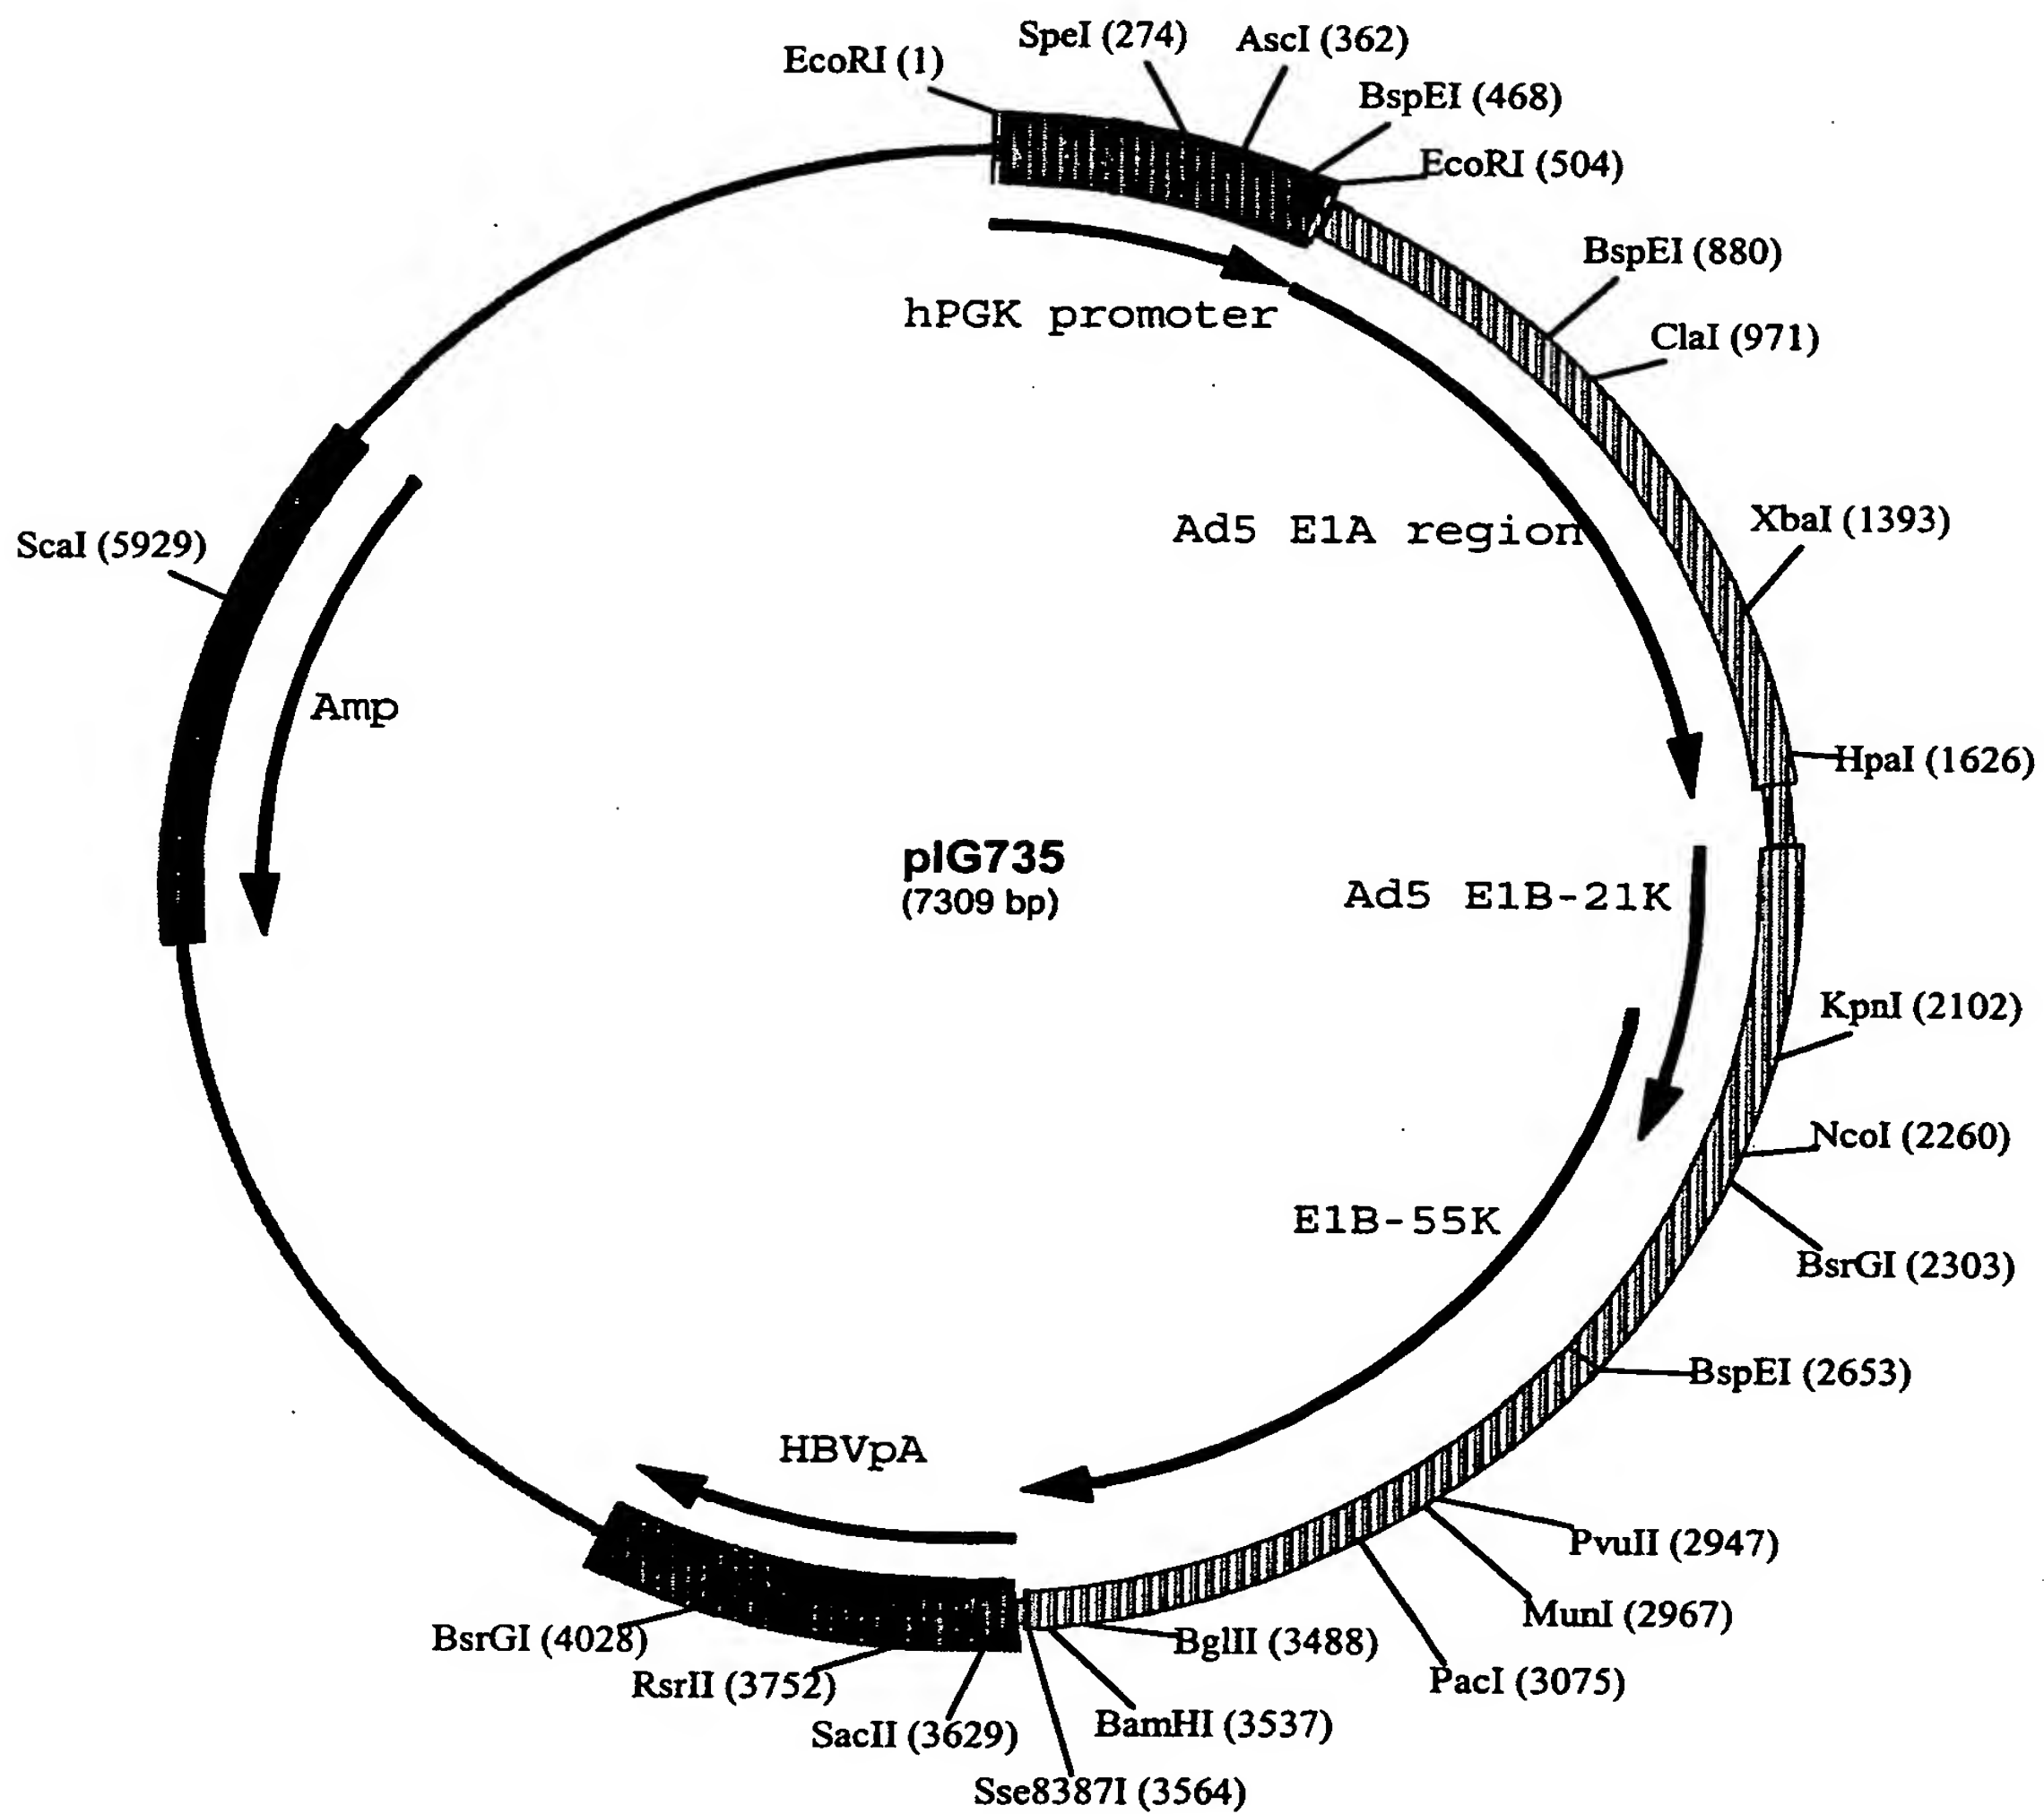 EcoRI (1)
SpeI (274)
AscI (362)
BspEI (468)
EcoRI (504)
BspEI (880)
ClaI (971)
hPGK promoter
XbaI (1393)
Ad5 E1A region
ScaI (5929)
Amp
HpaI (1626)
pIG735
(7309 bp)
Ad5 E1B-21K
KpnI (2102)
NcoI (2260)
E1B-55K
BsrGI (2303)
BspEI (2653)
HBVpA
PvuII (2947)
MunI (2967)
BsrGI (4028)
BglII (3488)
RsrII (3752)
PacI (3075)
SacII (3629)
BamHI (3537)
Sse8387I (3564)